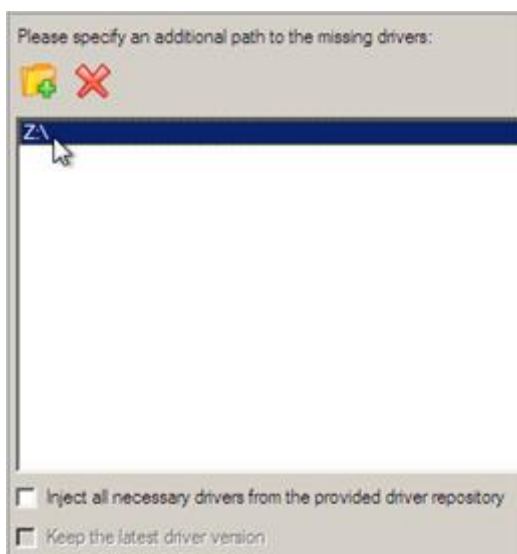 Please specify an additional path to the missing drivers:
Z:\
Inject all necessary drivers from the provided driver repository
Keep the latest driver version